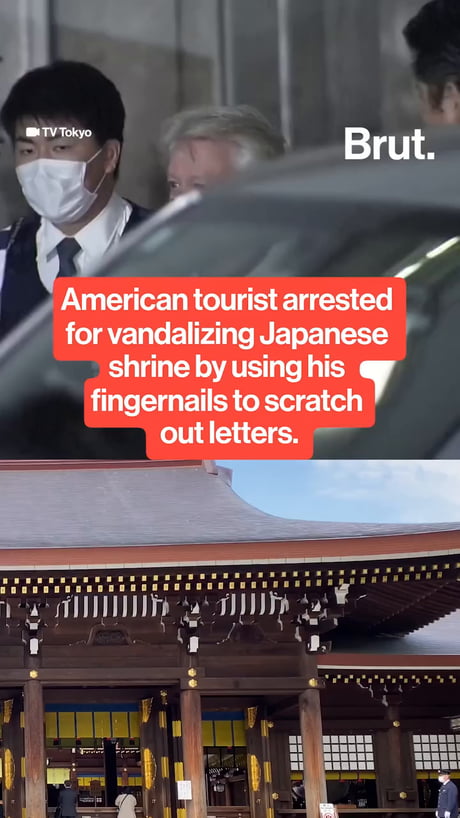 TV Tokyo
Brut.
American tourist arrested
for vandalizing Japanese
shrine by using his
fingernails to scratch
out letters.